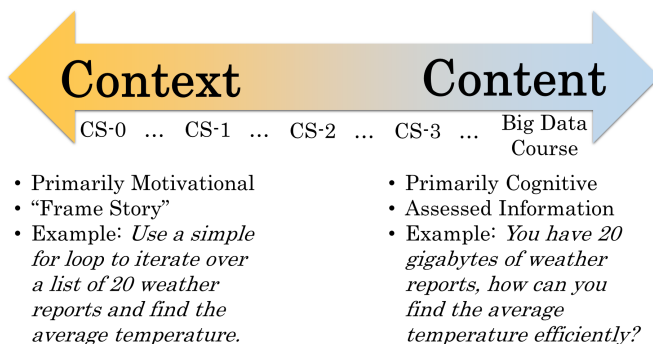 Context
Content
CS-0 ... CS-1 ... CS-2 ... CS-3 ... Big Data
Course
• Primarily Motivational
• “Frame Story”
• Example: Use a simple
for loop to iterate over
a list of 20 weather
reports and find the
average temperature.
• Primarily Cognitive
• Assessed Information
• Example: You have 20
gigabytes of weather
reports, how can you
find the average
temperature efficiently?